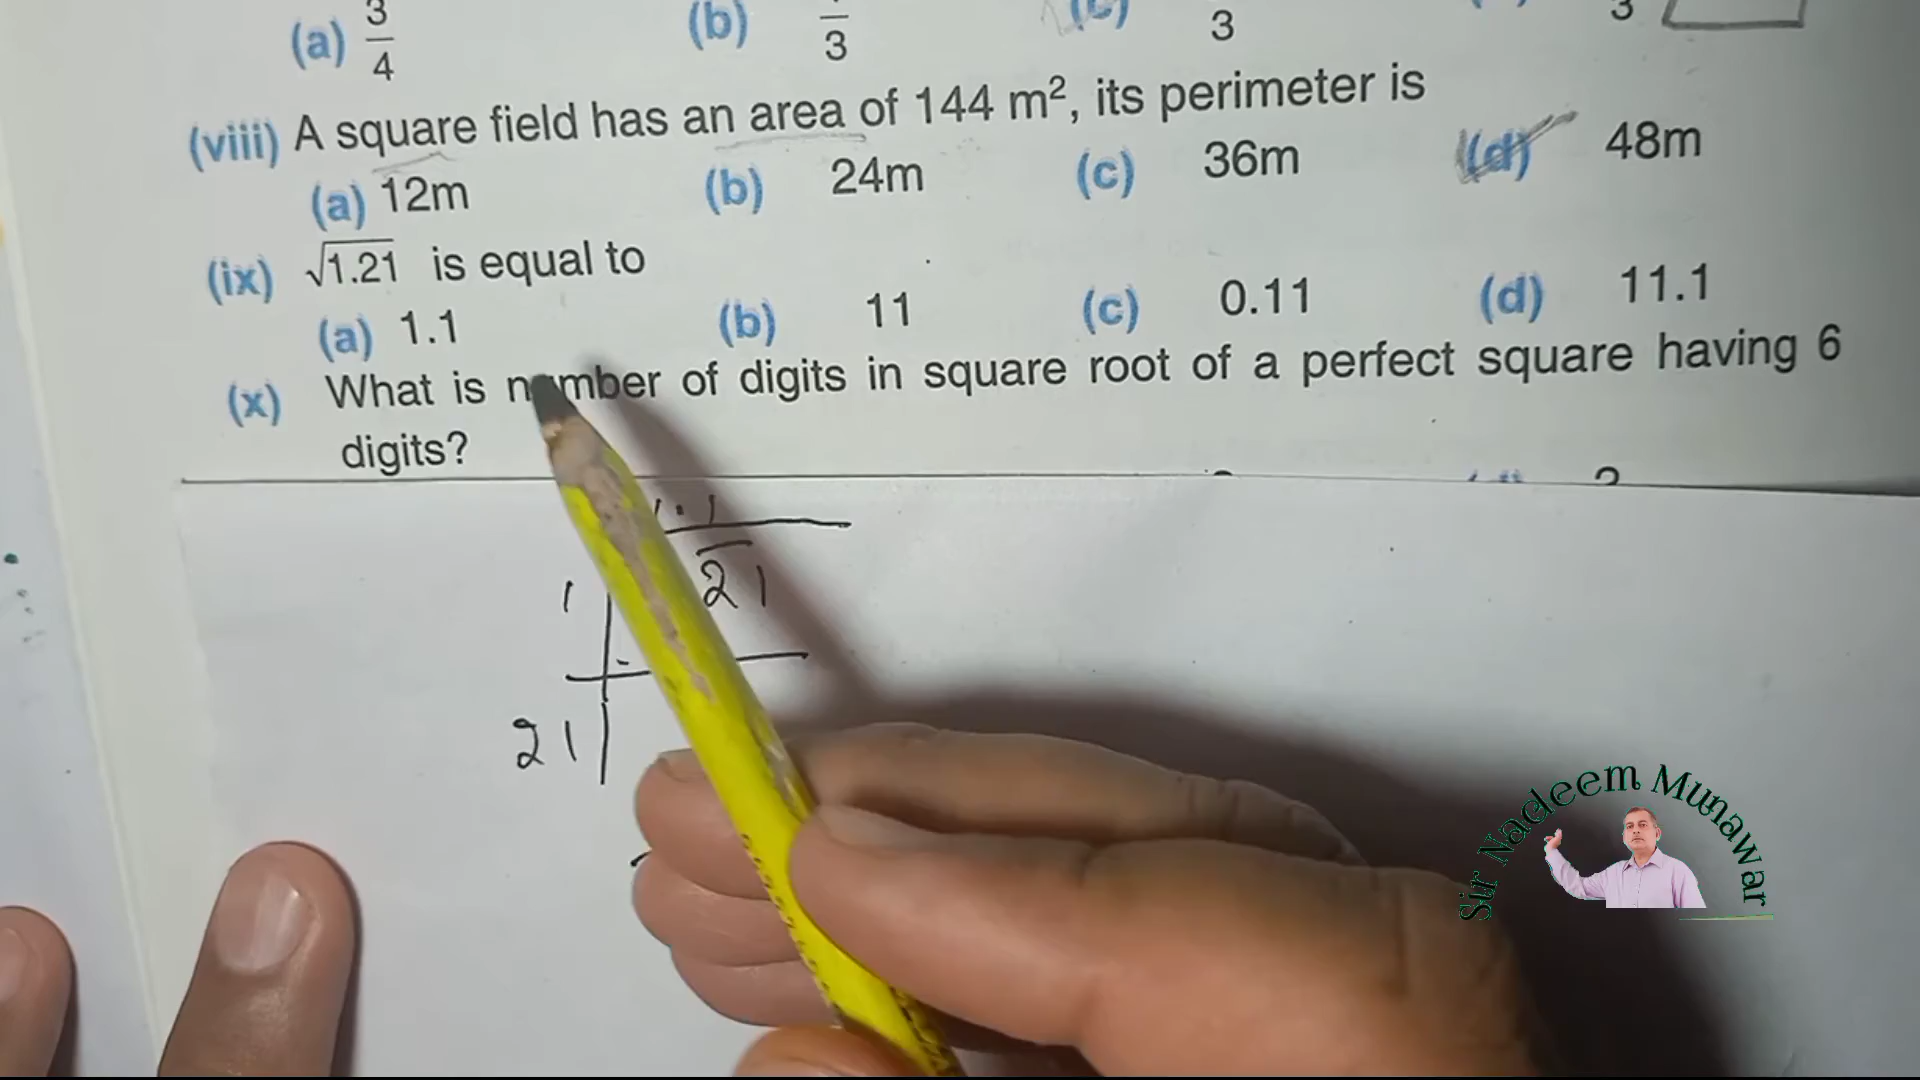 (a) 3/4 (b) 3 (c) 3 3
(viii) A square field has an area of 144 m², its perimeter is
(a) 12m (b) 24m (c) 36m (d) 48m
(ix) √1.21 is equal to
(a) 1.1 (b) 11 (c) 0.11 (d) 11.1
(x) What is number of digits in square root of a perfect square having 6
digits?
1.1
1 21
21
Sir Nadeem Munawar